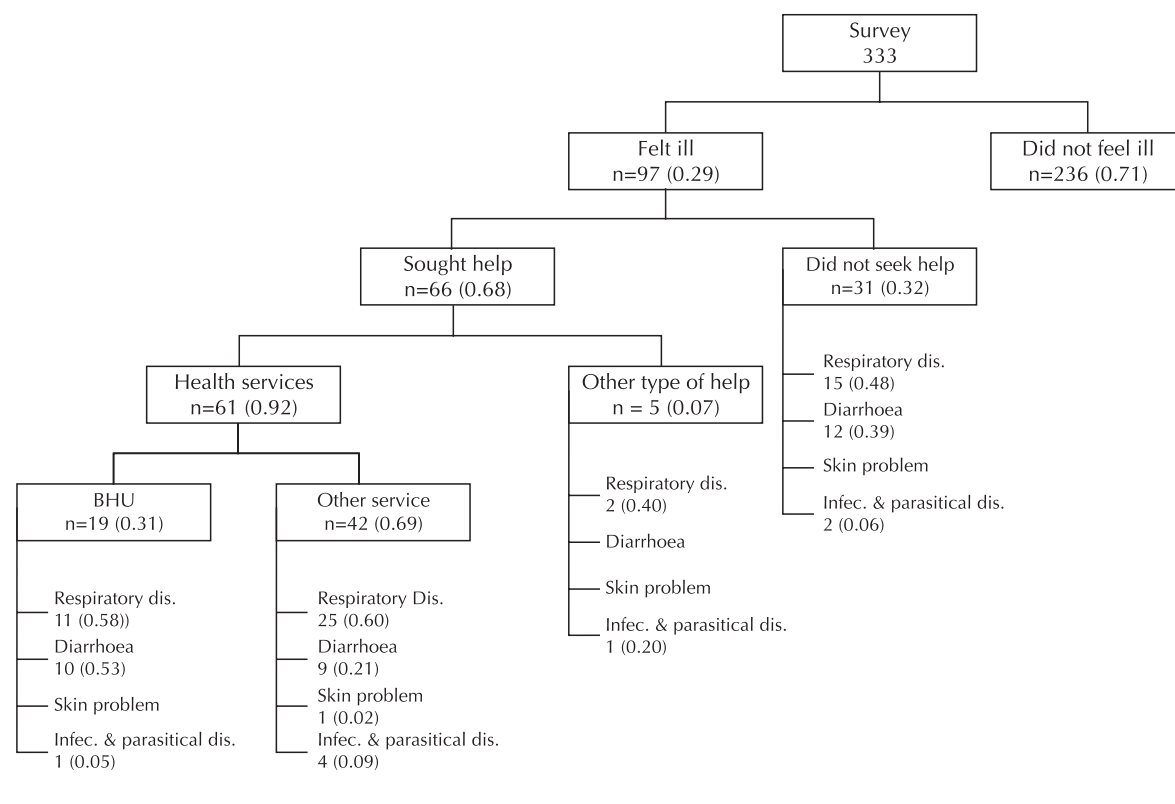 Survey
333
Felt ill
n=97 (0.29)
Did not feel ill
n=236 (0.71)
Sought help
n=66 (0.68)
Did not seek help
n=31 (0.32)
Respiratory dis.
15 (0.48)
Diarrhoea
12 (0.39)
Skin problem
Infec. & parasitical dis.
2 (0.06)
Health services
n=61 (0.92)
Other type of help
n = 5 (0.07)
Respiratory dis.
2 (0.40)
Diarrhoea
Skin problem
Infec. & parasitical dis.
1 (0.20)
BHU
n=19 (0.31)
Respiratory dis.
11 (0.58))
Diarrhoea
10 (0.53)
Skin problem
Infec. & parasitical dis.
1 (0.05)
Other service
n=42 (0.69)
Respiratory Dis.
25 (0.60)
Diarrhoea
9 (0.21)
Skin problem
1 (0.02)
Infec. & parasitical dis.
4 (0.09)